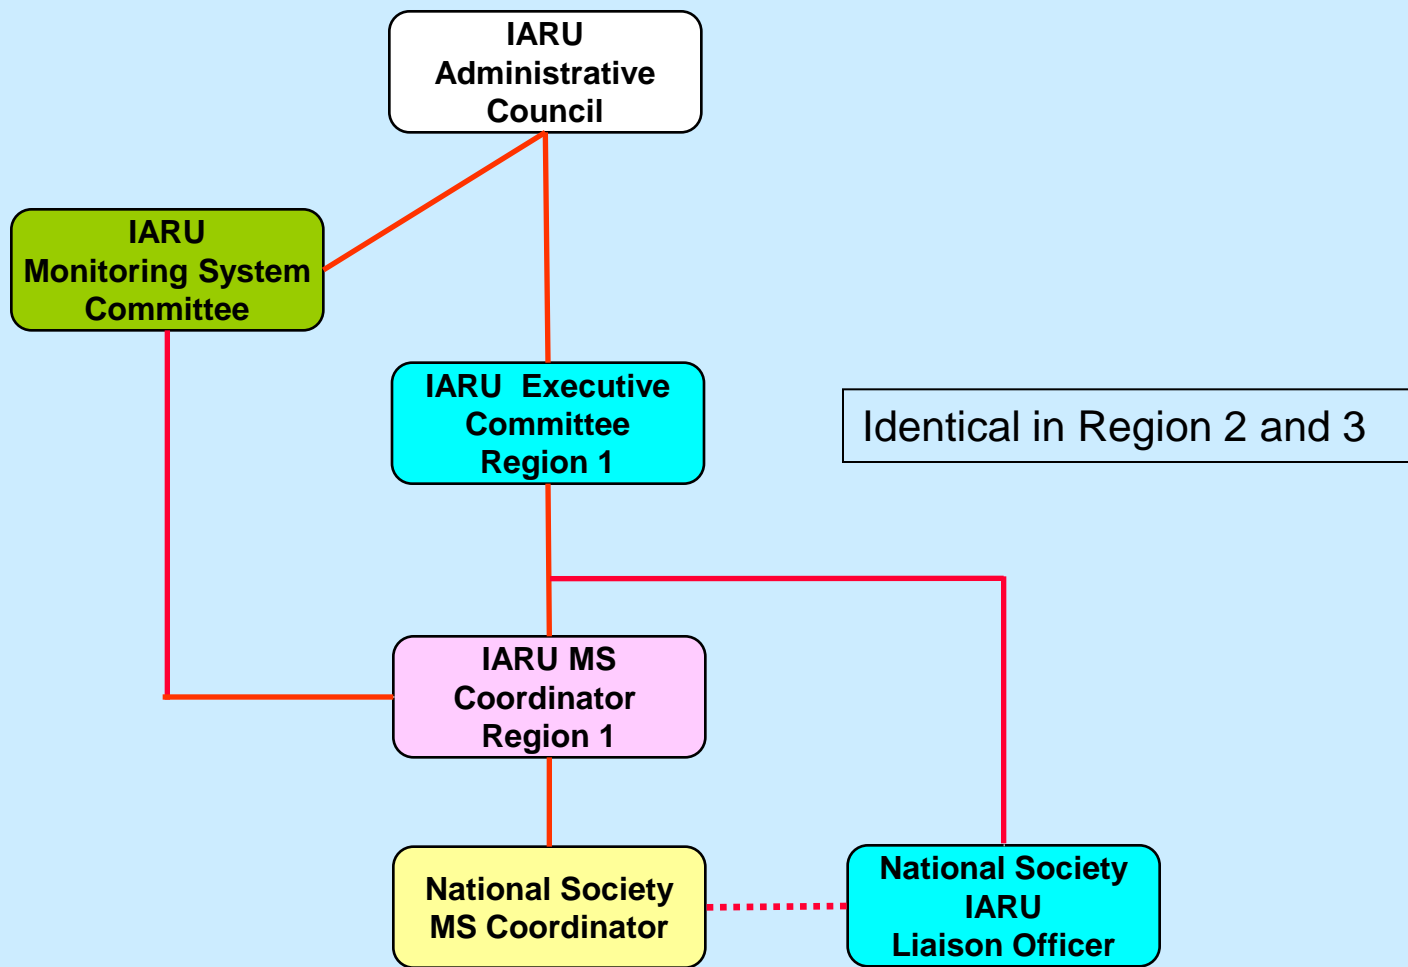 IARU
Administrative
Council
IARU
Monitoring System
Committee
IARU  Executive
Committee
Region 1
Identical in Region 2 and 3
IARU MS
Coordinator
Region 1
National Society
MS Coordinator
National Society
IARU
Liaison Officer